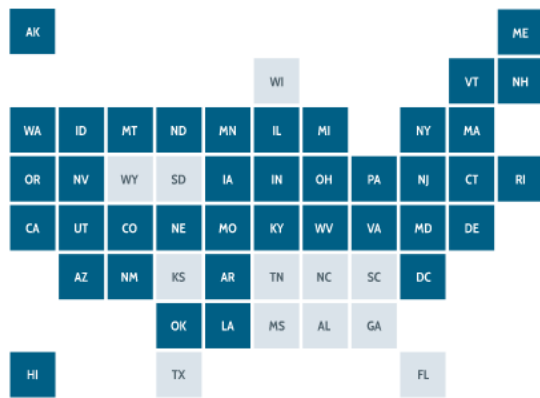 AK ME
WI VT NH
WA ID MT ND MN IL MI NY MA
OR NV WY SD IA IN OH PA NJ CT RI
CA UT CO NE MO KY WV VA MD DE
AZ NM KS AR TN NC SC DC
OK LA MS AL GA
HI TX FL